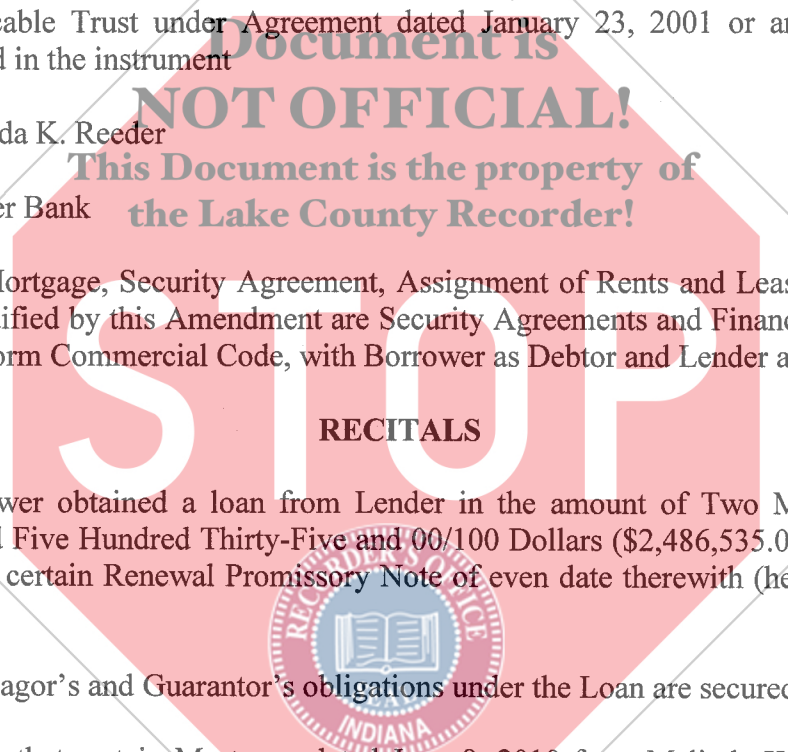 cable Trust under Agreement dated January 23, 2001 or an
d in the instrument
Document is
NOT OFFICIAL!
da K. Reeder
This Document is the property of
the Lake County Recorder!
er Bank
Mortgage, Security Agreement, Assignment of Rents and Leas
ified by this Amendment are Security Agreements and Financ
orm Commercial Code, with Borrower as Debtor and Lender a
STOP
RECITALS
wer obtained a loan from Lender in the amount of Two M
d Five Hundred Thirty-Five and 00/100 Dollars ($2,486,535.0
certain Renewal Promissory Note of even date therewith (he
RECORDER'S OFFICE
agor's and Guarantor's obligations under the Loan are secured
INDIANA